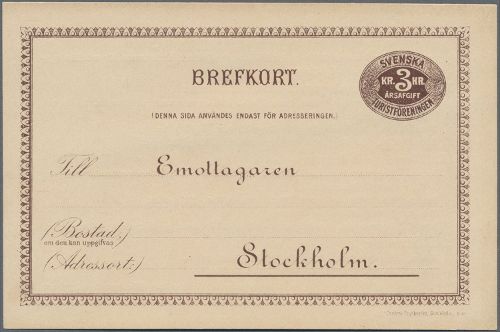 SVENSKA
KR. 3 KR.
ÅRSAFGIFT
TURISTFÖRENINGEN
BREFKORT.
(DENNA SIDA ANVÄNDES ENDAST FÖR ADRESSERINGEN.)
Till Emottagaren
(Bostad.)
om den kan uppgifvas
(Adressort:) Stockholm.